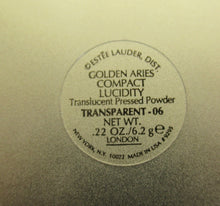 ©ESTÉE LAUDER, DIST.
GOLDEN ARIES
COMPACT
LUCIDITY
Translucent Pressed Powder
TRANSPARENT - 06
NET WT.
.22 OZ./6.2 g e
LONDON
NEW YORK, N.Y. 10022 MADE IN USA